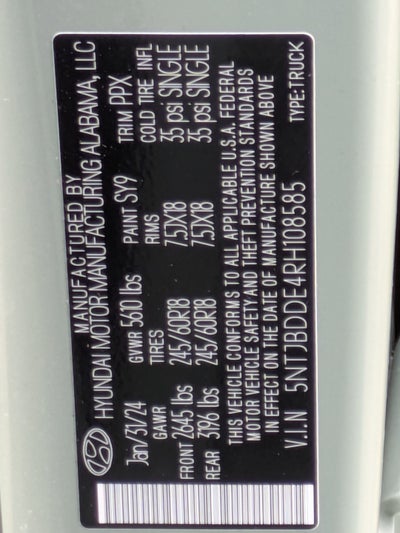 MANUFACTURED BY
HYUNDAI MOTOR MANUFACTURING ALABAMA, LLC
Jan/31/24 GVWR 5610 lbs PAINT SY9 TRIM PPX
GAWR TIRES RIMS COLD TIRE INFL
FRONT 2645 lbs 245/60R18 7.5JX18 35 psi SINGLE
REAR 3196 lbs 245/60R18 7.5JX18 35 psi SINGLE
THIS VEHICLE CONFORMS TO ALL APPLICABLE U.S.A. FEDERAL
MOTOR VEHICLE SAFETY AND THEFT PREVENTION STANDARDS
IN EFFECT ON THE DATE OF MANUFACTURE SHOWN ABOVE
V.I.N 5NTJBDDE4RH108585 TYPE:TRUCK